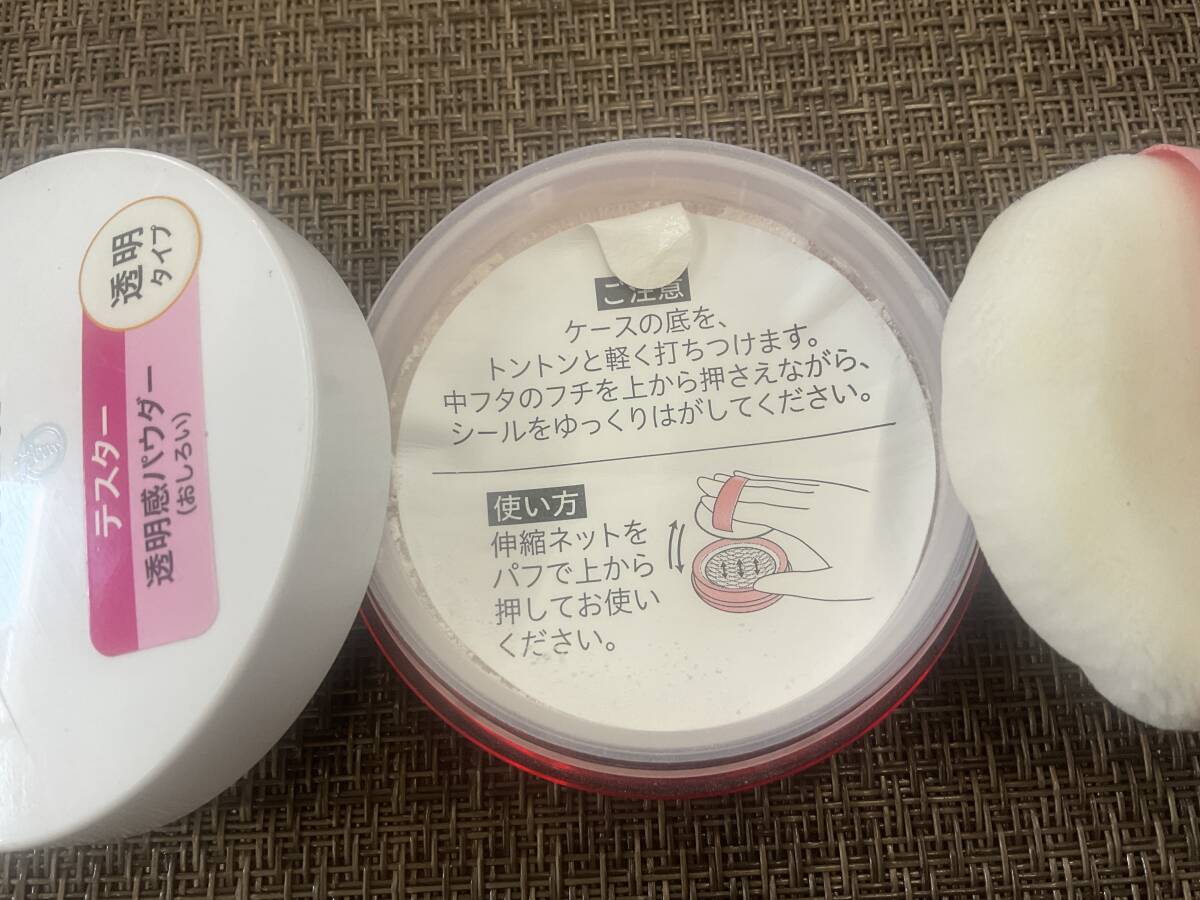 透明
タイプ
テスター
透明感パウダー
(おしろい)
ご注意
ケースの底を、
トントンと軽く打ちつけます。
中フタのフチを上から押さえながら、
シールをゆっくりはがしてください。
使い方
伸縮ネットを
パフで上から
押してお使い
ください。